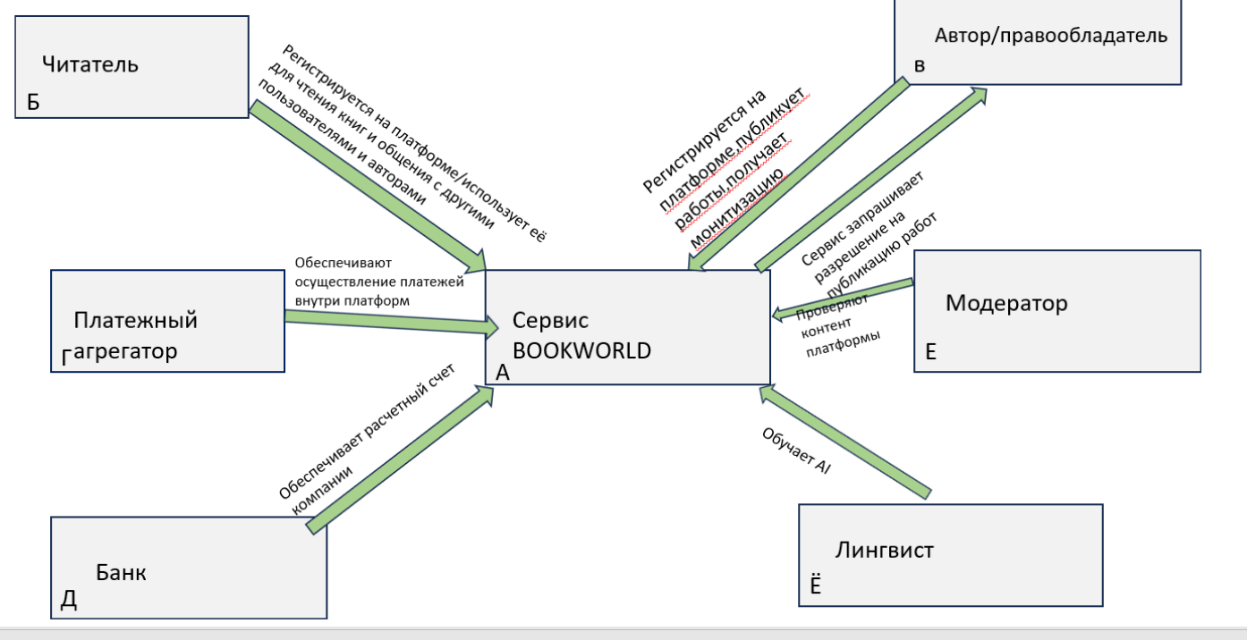 Читатель
Б
Регистрируется на платформе/использует её
для чтения книг и общения с другими
пользователями и авторами
Автор/правообладатель
в
Регистрируется на
платформе,публикует
работы,получает
монитизацию
Сервис запрашивает
разрешение на
публикацию работ
Обеспечивают
осуществление платежей
внутри платформ
Платежный
агрегатор
Г
Сервис
BOOKWORLD
А
Проверяют
контент
платформы
Модератор
Е
Обеспечивает расчетный счет
компании
Обучает AI
Банк
Д
Лингвист
Ё